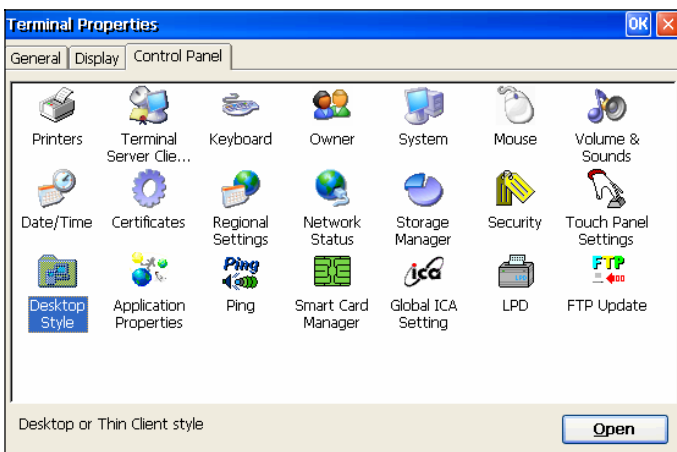 Terminal Properties OK
General Display Control Panel
Printers Terminal Server Clie... Keyboard Owner System Mouse Volume & Sounds
Date/Time Certificates Regional Settings Network Status Storage Manager Security Touch Panel Settings
Ping ica FTP
Desktop Style Application Properties Ping Smart Card Manager Global ICA Setting LPD FTP Update
Desktop or Thin Client style Open